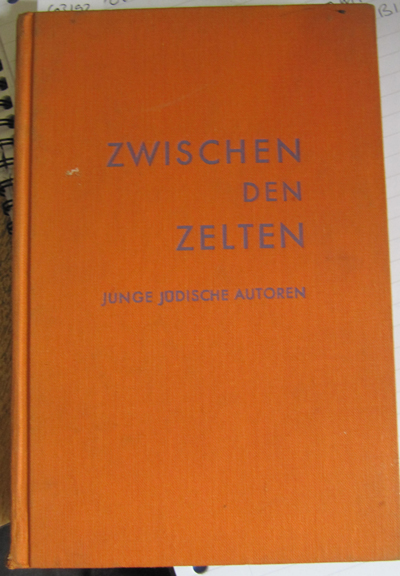 ZWISCHEN
DEN
ZELTEN
JUNGE JÜDISCHE AUTOREN